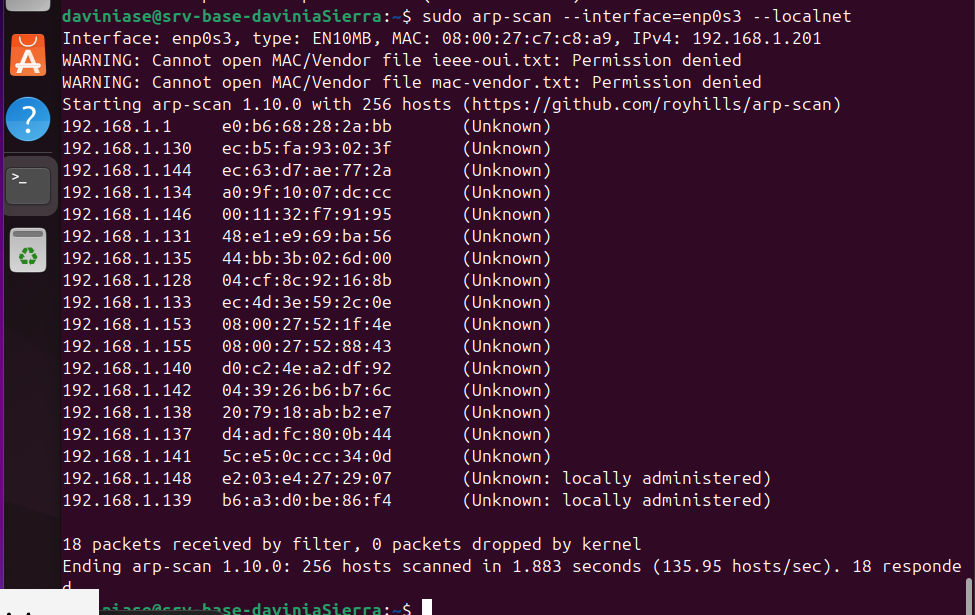 daviniase@srv-base-daviniaSierra:~$ sudo arp-scan --interface=enp0s3 --localnet
Interface: enp0s3, type: EN10MB, MAC: 08:00:27:c7:c8:a9, IPv4: 192.168.1.201
WARNING: Cannot open MAC/Vendor file ieee-oui.txt: Permission denied
WARNING: Cannot open MAC/Vendor file mac-vendor.txt: Permission denied
Starting arp-scan 1.10.0 with 256 hosts (https://github.com/royhills/arp-scan)
192.168.1.1 e0:b6:68:28:2a:bb (Unknown)
192.168.1.130 ec:b5:fa:93:02:3f (Unknown)
192.168.1.144 ec:63:d7:ae:77:2a (Unknown)
192.168.1.134 a0:9f:10:07:dc:cc (Unknown)
192.168.1.146 00:11:32:f7:91:95 (Unknown)
192.168.1.131 48:e1:e9:69:ba:56 (Unknown)
192.168.1.135 44:bb:3b:02:6d:00 (Unknown)
192.168.1.128 04:cf:8c:92:16:8b (Unknown)
192.168.1.133 ec:4d:3e:59:2c:0e (Unknown)
192.168.1.153 08:00:27:52:1f:4e (Unknown)
192.168.1.155 08:00:27:52:88:43 (Unknown)
192.168.1.140 d0:c2:4e:a2:df:92 (Unknown)
192.168.1.142 04:39:26:b6:b7:6c (Unknown)
192.168.1.138 20:79:18:ab:b2:e7 (Unknown)
192.168.1.137 d4:ad:fc:80:0b:44 (Unknown)
192.168.1.141 5c:e5:0c:cc:34:0d (Unknown)
192.168.1.148 e2:03:e4:27:29:07 (Unknown: locally administered)
192.168.1.139 b6:a3:d0:be:86:f4 (Unknown: locally administered)
18 packets received by filter, 0 packets dropped by kernel
Ending arp-scan 1.10.0: 256 hosts scanned in 1.883 seconds (135.95 hosts/sec). 18 responde
d
niase@srv-base-daviniaSierra:~$